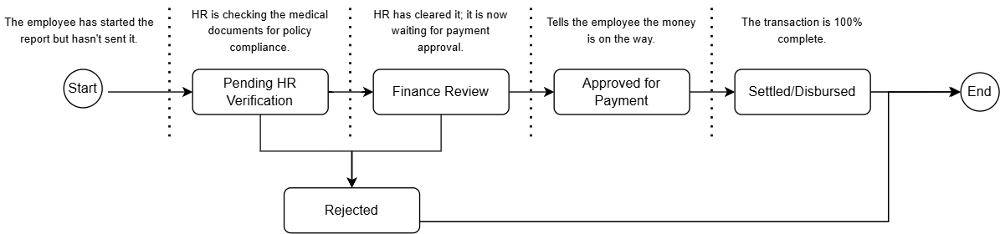 The employee has started the
report but hasn't sent it.
HR is checking the medical
documents for policy
compliance.
HR has cleared it; it is now
waiting for payment
approval.
Tells the employee the money
is on the way.
The transaction is 100%
complete.
Start
Pending HR
Verification
Finance Review
Approved for
Payment
Settled/Disbursed
End
Rejected